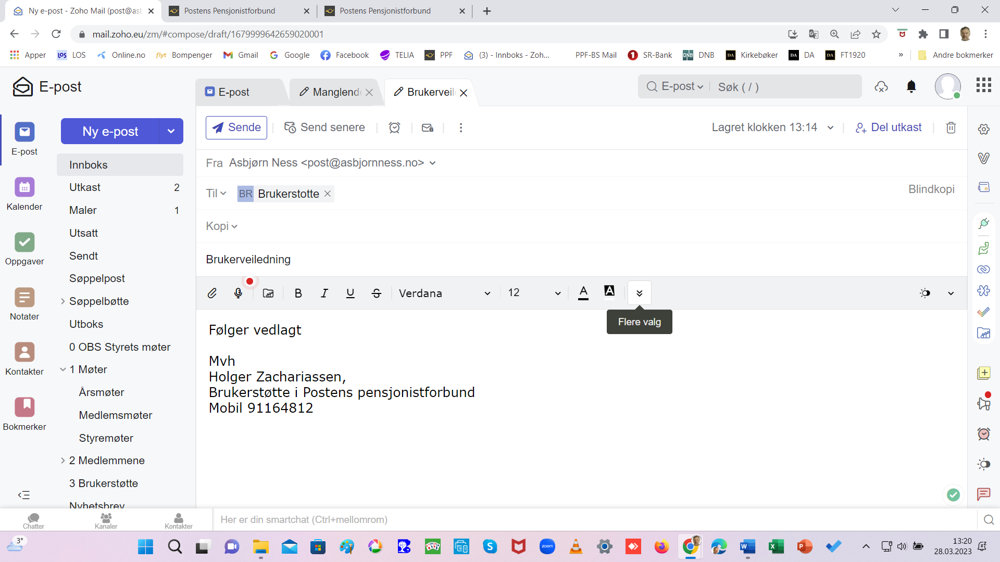 Ny e-post - Zoho Mail (post@asb
Postens Pensjonistforbund
Postens Pensjonistforbund
mail.zoho.eu/zm/#compose/draft/1679999642659020001
Apper
LOS
Online.no
flyt Bompenger
Gmail
Google
Facebook
TELIA
PPF
(3) - Innboks - Zoh...
PPF-BS Mail
SR-Bank
DNB
Kirkebøker
DA
FT1920
»
Andre bokmerker
E-post
E-post
Manglende
Brukerveil
E-post
Søk ( / )
Ny e-post
Sende
Send senere
Lagret klokken 13:14
Del utkast
E-post
Kalender
Oppgaver
Notater
Kontakter
Bokmerker
Innboks
Utkast 2
Maler 1
Utsatt
Sendt
Søppelpost
Søppelbøtte
Utboks
0 OBS Styrets møter
1 Møter
Årsmøter
Medlemsmøter
Styremøter
2 Medlemmene
3 Brukerstøtte
Nyhetsbrev
Fra Asbjørn Ness <post@asbjornness.no>
Til BR Brukerstotte
Blindkopi
Kopi
Brukerveiledning
B I U S Verdana 12 A A
Flere valg
Følger vedlagt
Mvh
Holger Zachariassen,
Brukerstøtte i Postens pensjonistforbund
Mobil 91164812
Chatter
Kanaler
Kontakter
Her er din smartchat (Ctrl+mellomrom)
3°
zoom
13:20
28.03.2023